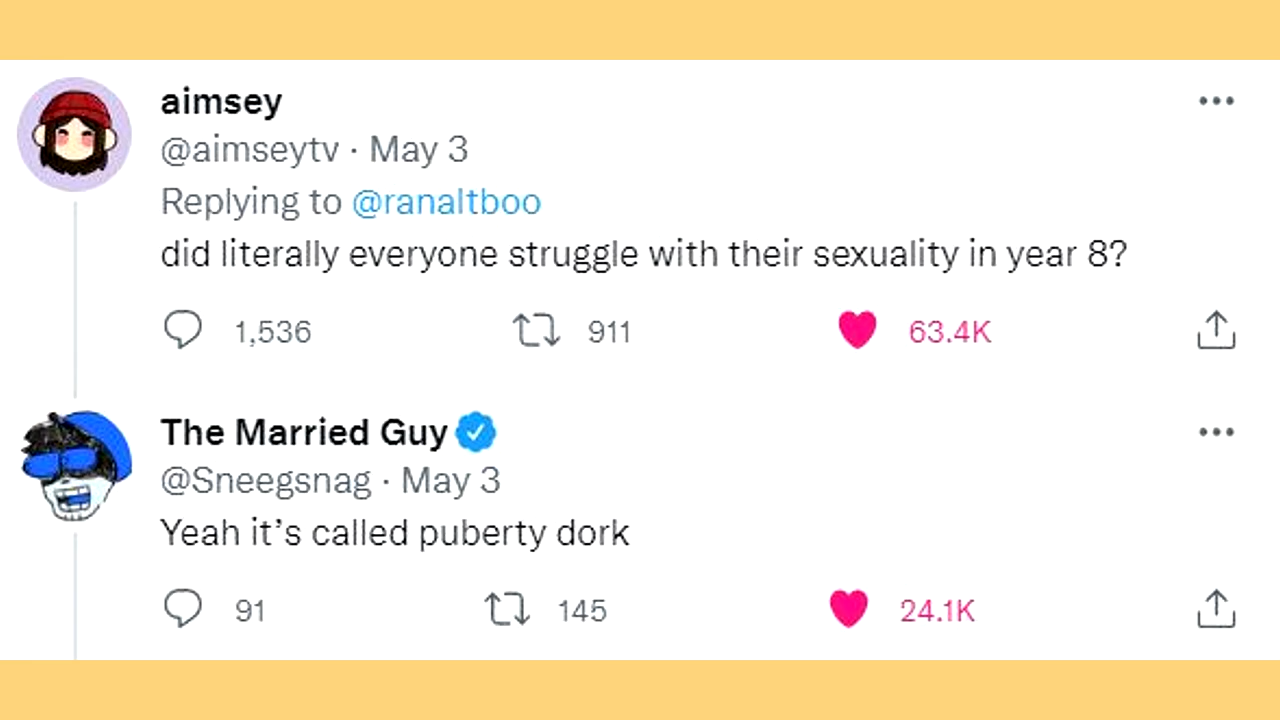 aimsey
@aimseytv · May 3
Replying to @ranaltboo
did literally everyone struggle with their sexuality in year 8?
1,536 911 63.4K
The Married Guy
@Sneegsnag · May 3
Yeah it’s called puberty dork
91 145 24.1K